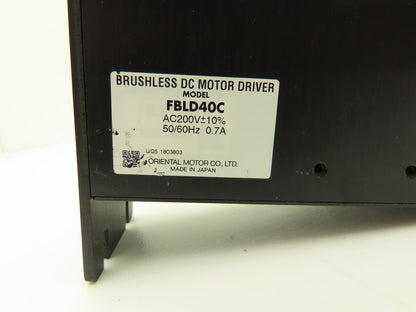 BRUSHLESS DC MOTOR DRIVER
MODEL
FBLD40C
AC200V±10%
50/60Hz 0.7A
1803803
ORIENTAL MOTOR CO., LTD.
MADE IN JAPAN